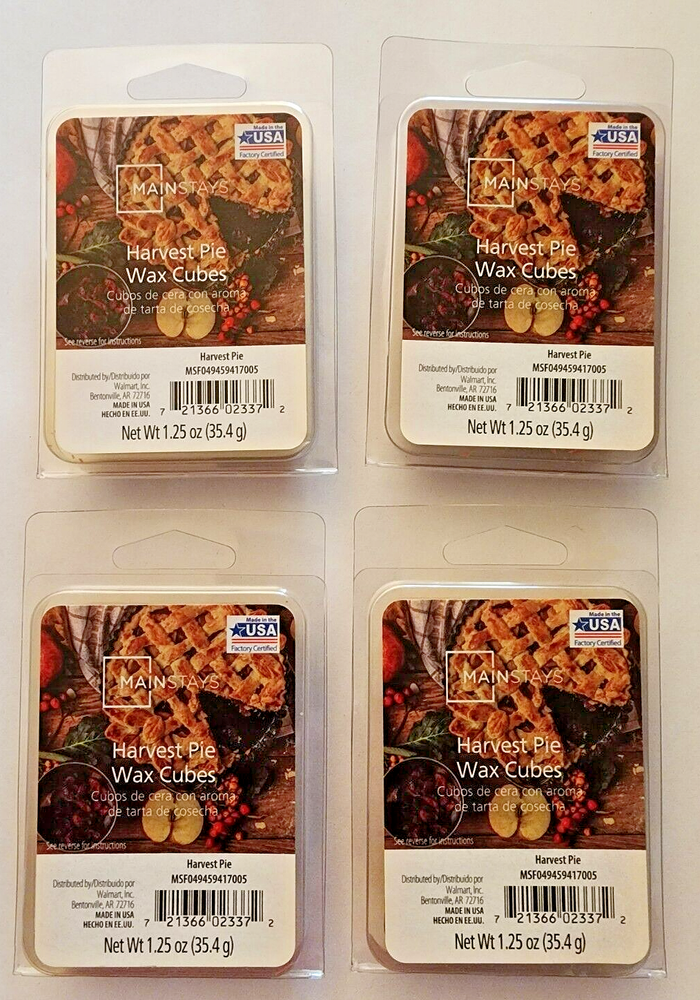 Made in the
USA
Factory Certified
MAINSTAYS
Harvest Pie
Wax Cubes
Cubos de cera con aroma
de tarta de cosecha
See reverse for instructions
Harvest Pie
MSF049459417005
Distributed by/Distribuido por
Walmart, Inc.
Bentonville, AR 72716
MADE IN USA
HECHO EN EE.UU.
7 21366 02337 2
Net Wt 1.25 oz (35.4 g)
Made in the
USA
Factory Certified
MAINSTAYS
Harvest Pie
Wax Cubes
Cubos de cera con aroma
de tarta de cosecha
See reverse for instructions
Harvest Pie
MSF049459417005
Distributed by/Distribuido por
Walmart, Inc.
Bentonville, AR 72716
MADE IN USA
HECHO EN EE.UU.
7 21366 02337 2
Net Wt 1.25 oz (35.4 g)
Made in the
USA
Factory Certified
MAINSTAYS
Harvest Pie
Wax Cubes
Cubos de cera con aroma
de tarta de cosecha
See reverse for instructions
Harvest Pie
MSF049459417005
Distributed by/Distribuido por
Walmart, Inc.
Bentonville, AR 72716
MADE IN USA
HECHO EN EE.UU.
7 21366 02337 2
Net Wt 1.25 oz (35.4 g)
Made in the
USA
Factory Certified
MAINSTAYS
Harvest Pie
Wax Cubes
Cubos de cera con aroma
de tarta de cosecha
See reverse for instructions
Harvest Pie
MSF049459417005
Distributed by/Distribuido por
Walmart, Inc.
Bentonville, AR 72716
MADE IN USA
HECHO EN EE.UU.
7 21366 02337 2
Net Wt 1.25 oz (35.4 g)